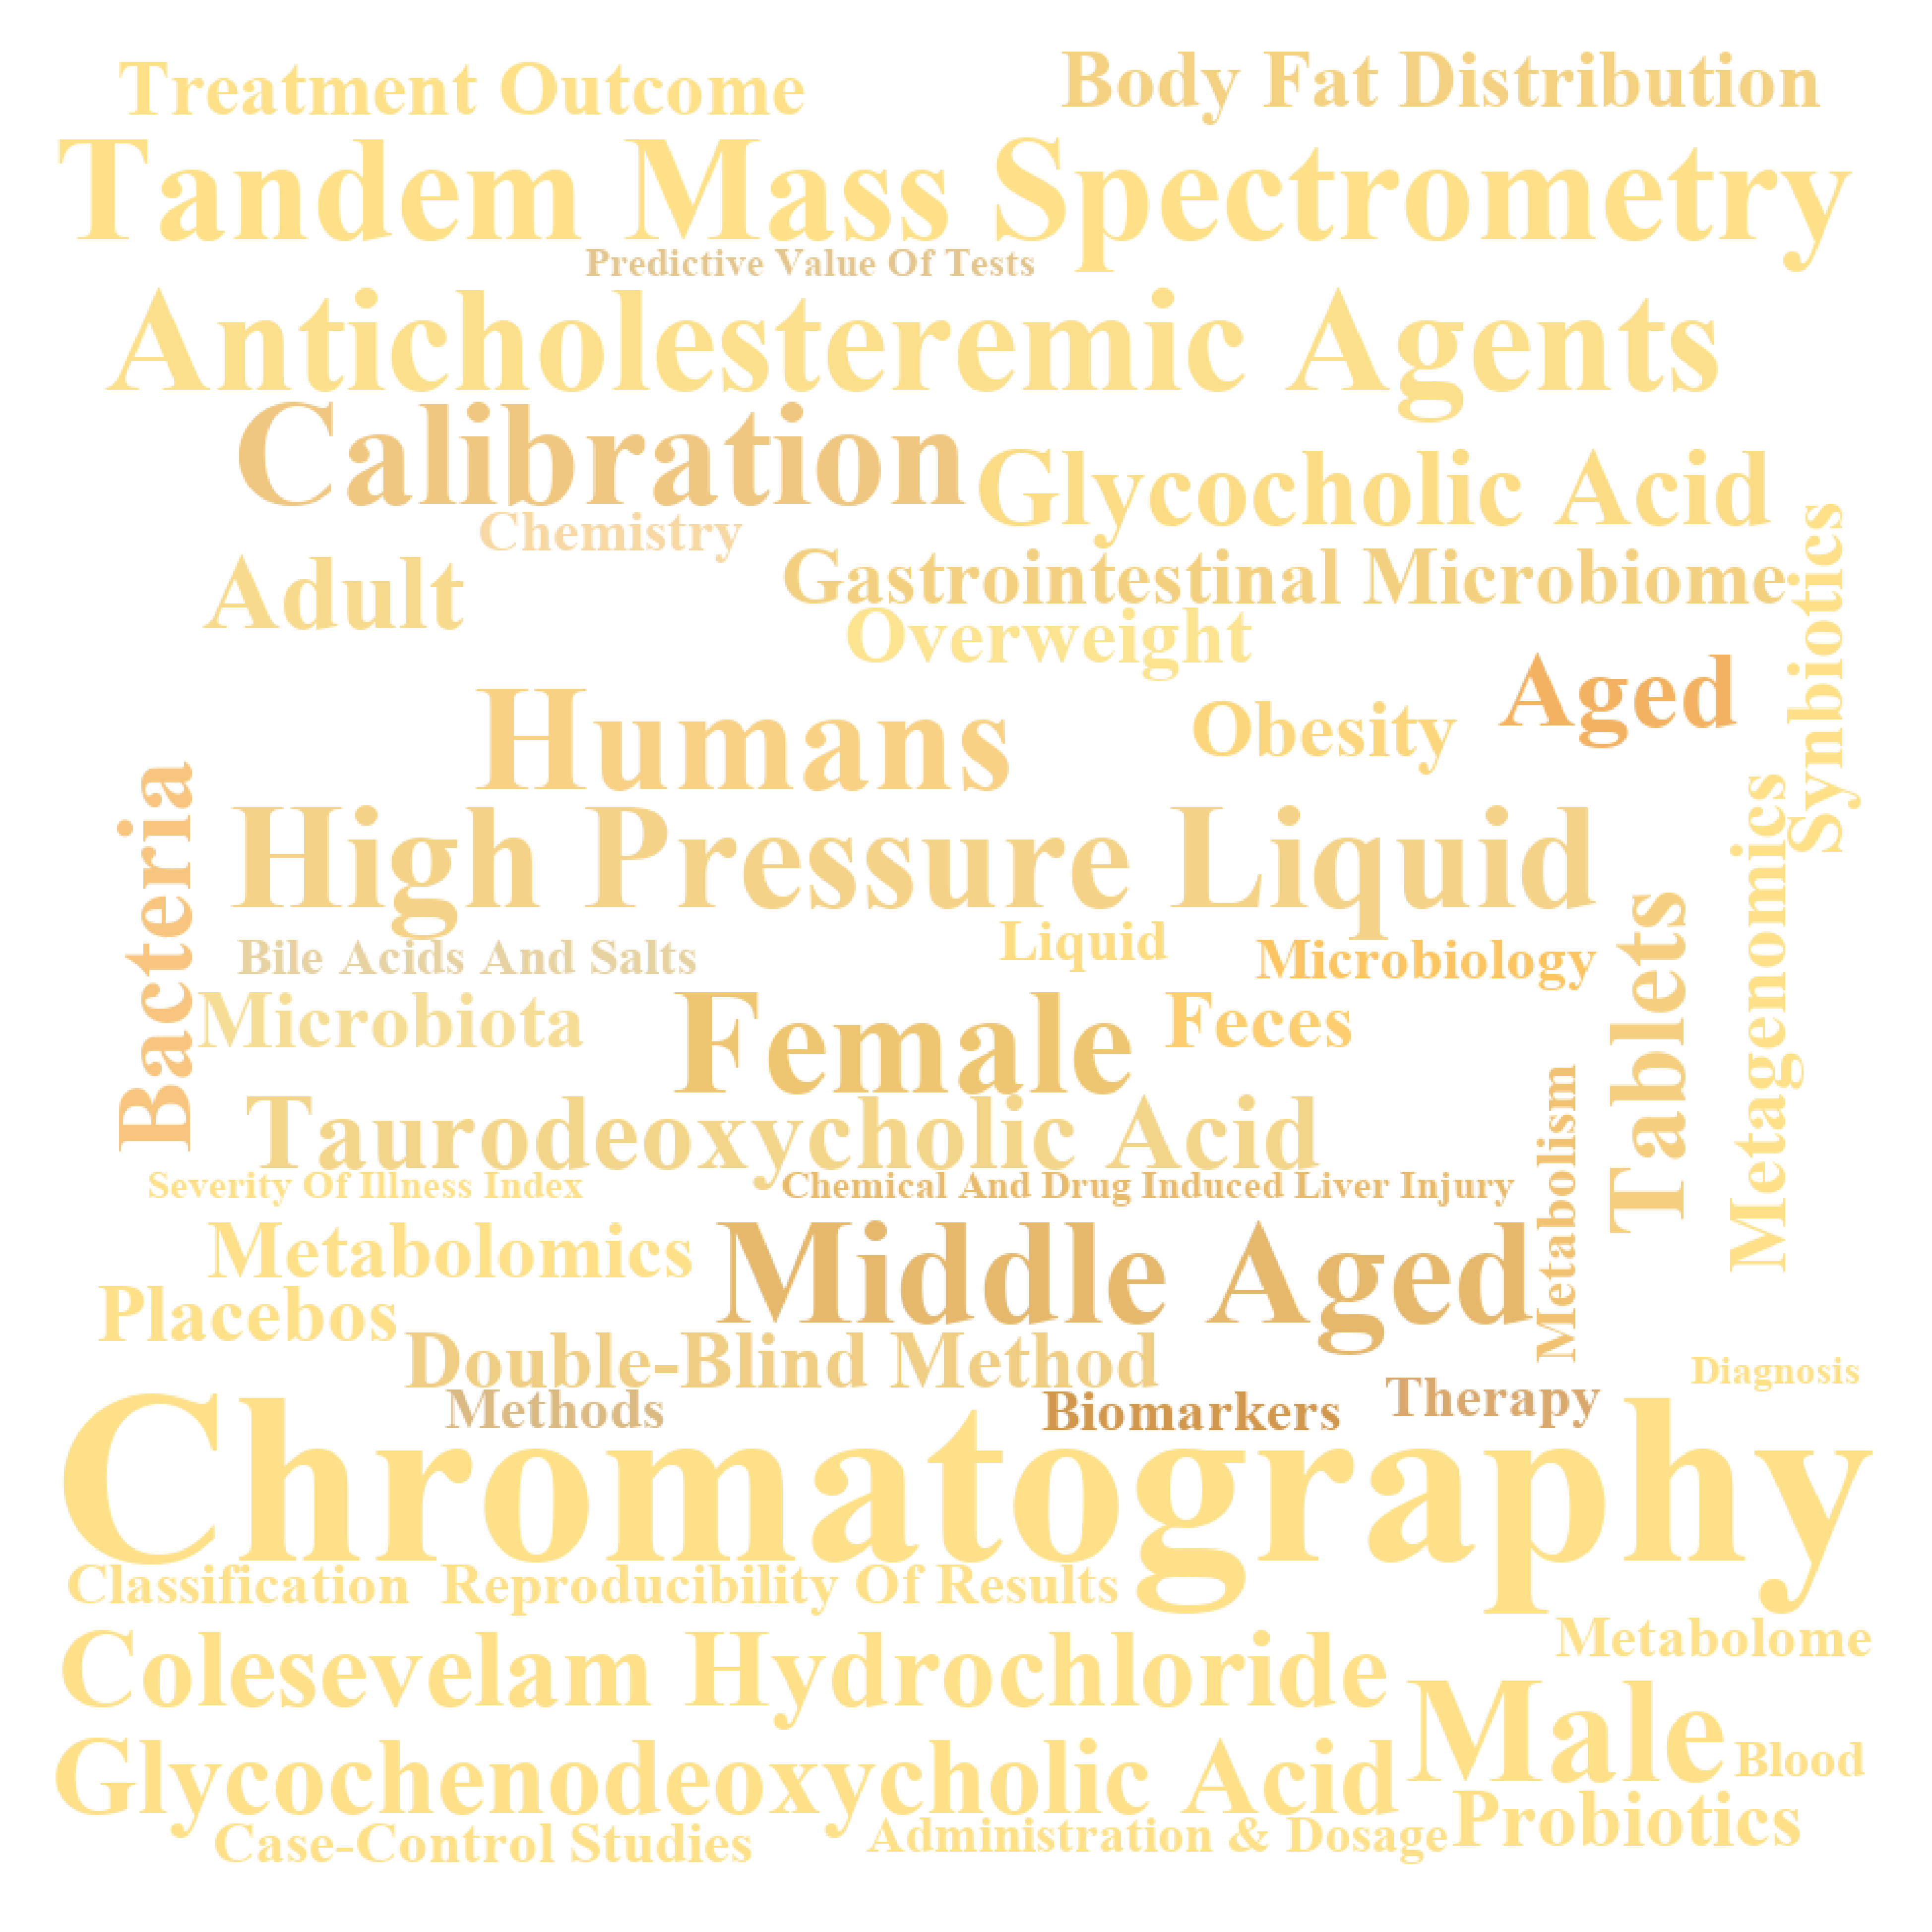 Treatment Outcome
Body Fat Distribution
Tandem Mass Spectrometry
Predictive Value Of Tests
Anticholesteremic Agents
Calibration
Glycocholic Acid
Chemistry
Adult
Gastrointestinal Microbiome
Synbiotics
Overweight
Humans
Obesity
Aged
Bacteria
High Pressure Liquid
Metagenomics
Tablets
Bile Acids And Salts
Liquid
Microbiology
Microbiota
Female
Feces
Taurodeoxycholic Acid
Metabolism
Severity Of Illness Index
Chemical And Drug Induced Liver Injury
Metabolomics
Middle Aged
Placebos
Double-Blind Method
Diagnosis
Methods
Biomarkers
Therapy
Chromatography
Classification
Reproducibility Of Results
Metabolome
Colesevelam Hydrochloride
Male
Glycochenodeoxycholic Acid
Blood
Probiotics
Case-Control Studies
Administration & Dosage